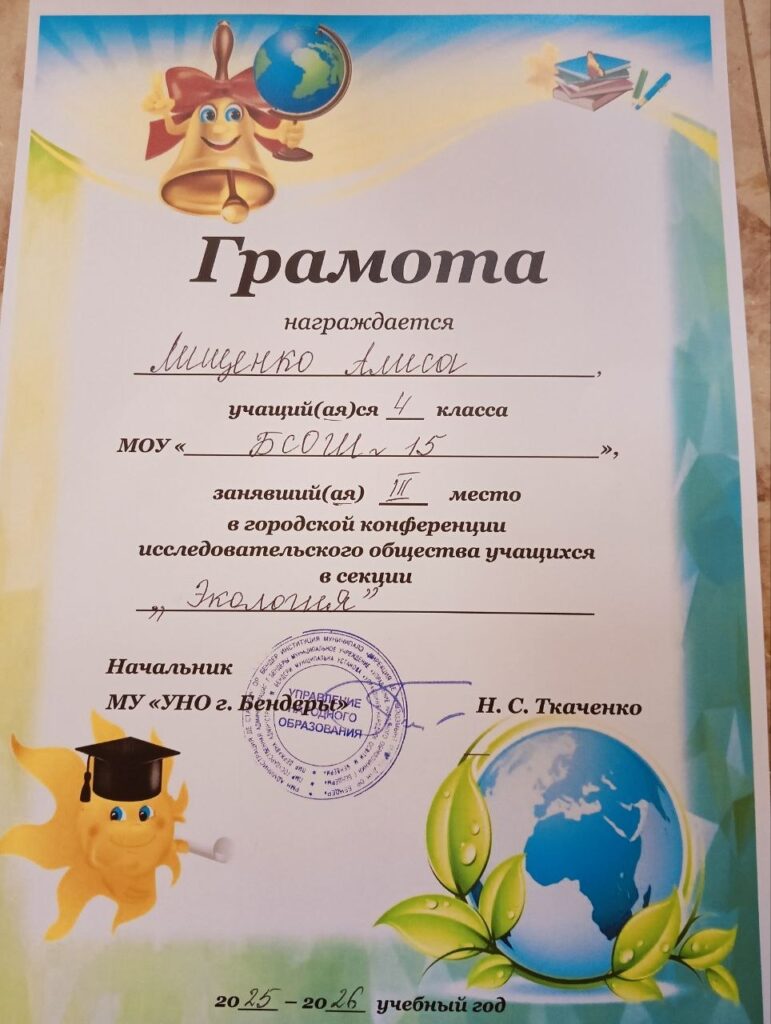 Грамота
награждается
Мищенко Алиса,
учащий(ая)ся 4 класса
МОУ « БСОШ № 15 »,
занявший(ая) III место
в городской конференции
исследовательского общества учащихся
в секции
„Экология”
Начальник
МУ «УНО г. Бендеры»
Н. С. Ткаченко
УПРАВЛЕНИЕ
НАРОДНОГО
ОБРАЗОВАНИЯ
2025 – 2026 учебный год